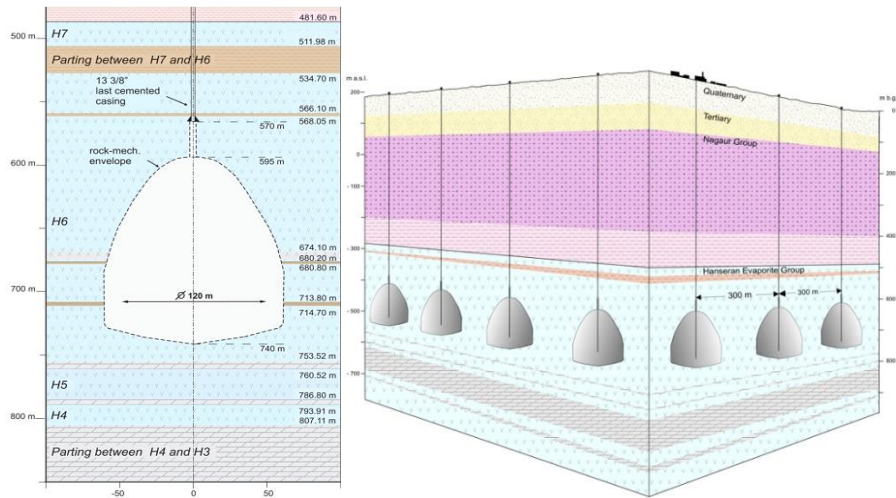 481.60 m
500 m
H7
511.98 m
Parting between H7 and H6
534.70 m
13 3/8"
last cemented
casing
566.10 m
568.05 m
570 m
600 m
rock-mech.
envelope
595 m
H6
674.10 m
680.20 m
680.80 m
700 m
Ø 120 m
713.80 m
714.70 m
740 m
753.52 m
760.52 m
H5
786.80 m
793.91 m
800 m
H4
807.11 m
Parting between H4 and H3
-50
0
50
m a.s.l.
200
0
- 100
- 300
- 500
-700
Quaternary
Tertiary
Nagaur Group
Hanseran Evaporite Group
300 m
300 m
0
200
400
600
800